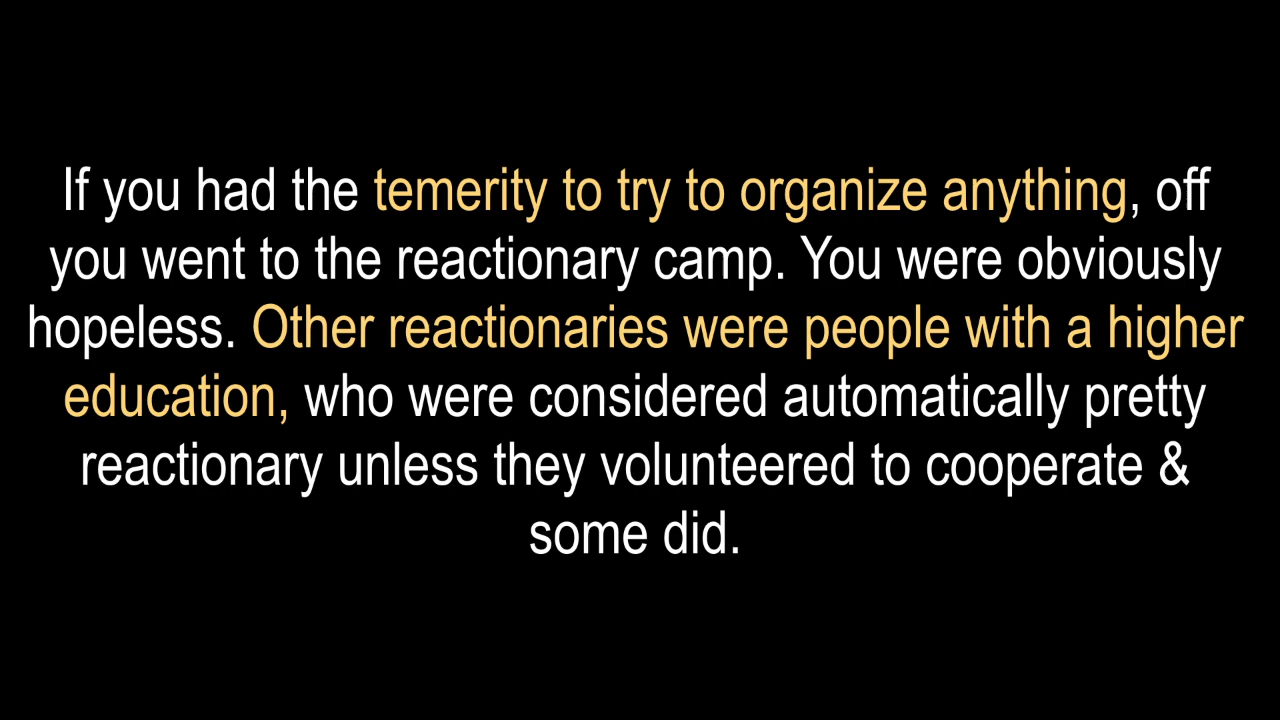 If you had the temerity to try to organize anything, off
you went to the reactionary camp. You were obviously
hopeless. Other reactionaries were people with a higher
education, who were considered automatically pretty
reactionary unless they volunteered to cooperate &
some did.